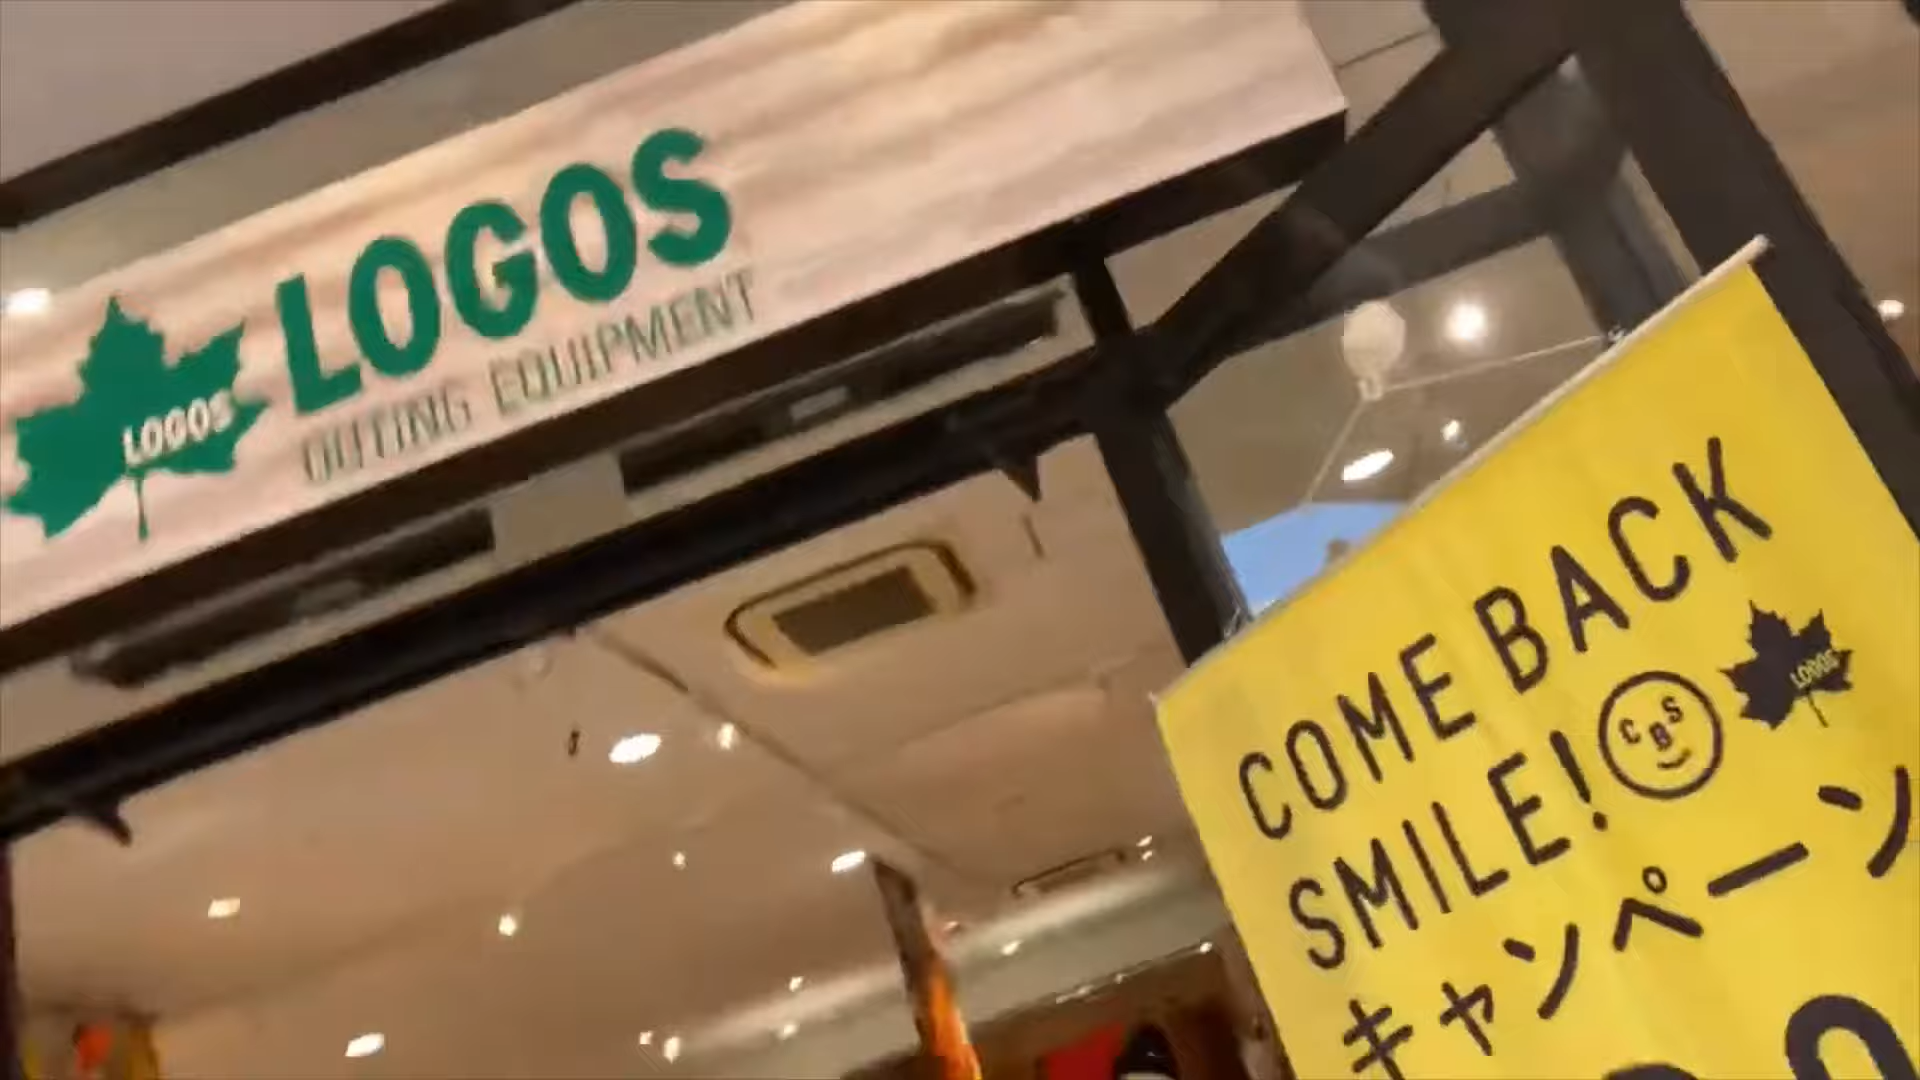 LOGOS
LOGOS
OUTING EQUIPMENT
COME BACK
SMILE!
CBS
LOGOS
キャンペーン